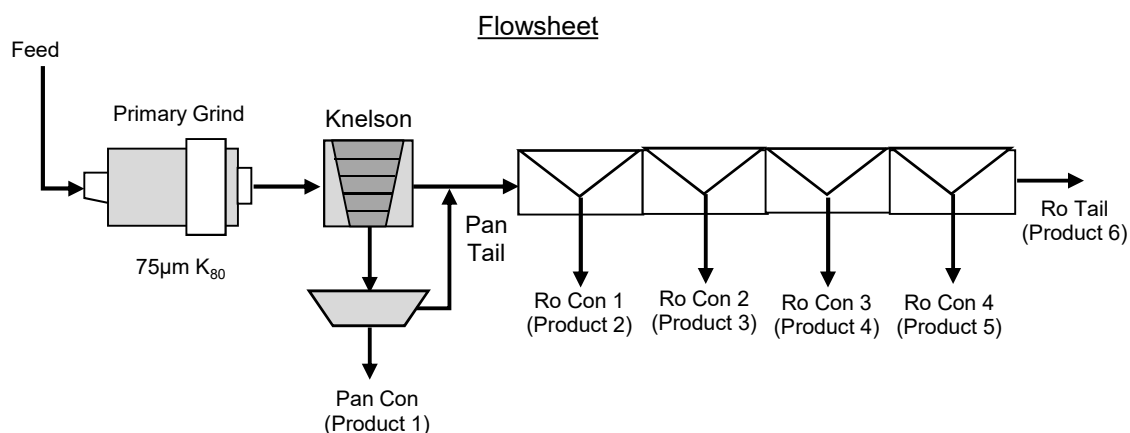 Flowsheet
Feed
Primary Grind
Knelson
75µm K80
Pan
Tail
Ro Tail
(Product 6)
Ro Con 1
(Product 2)
Ro Con 2
(Product 3)
Ro Con 3
(Product 4)
Ro Con 4
(Product 5)
Pan Con
(Product 1)